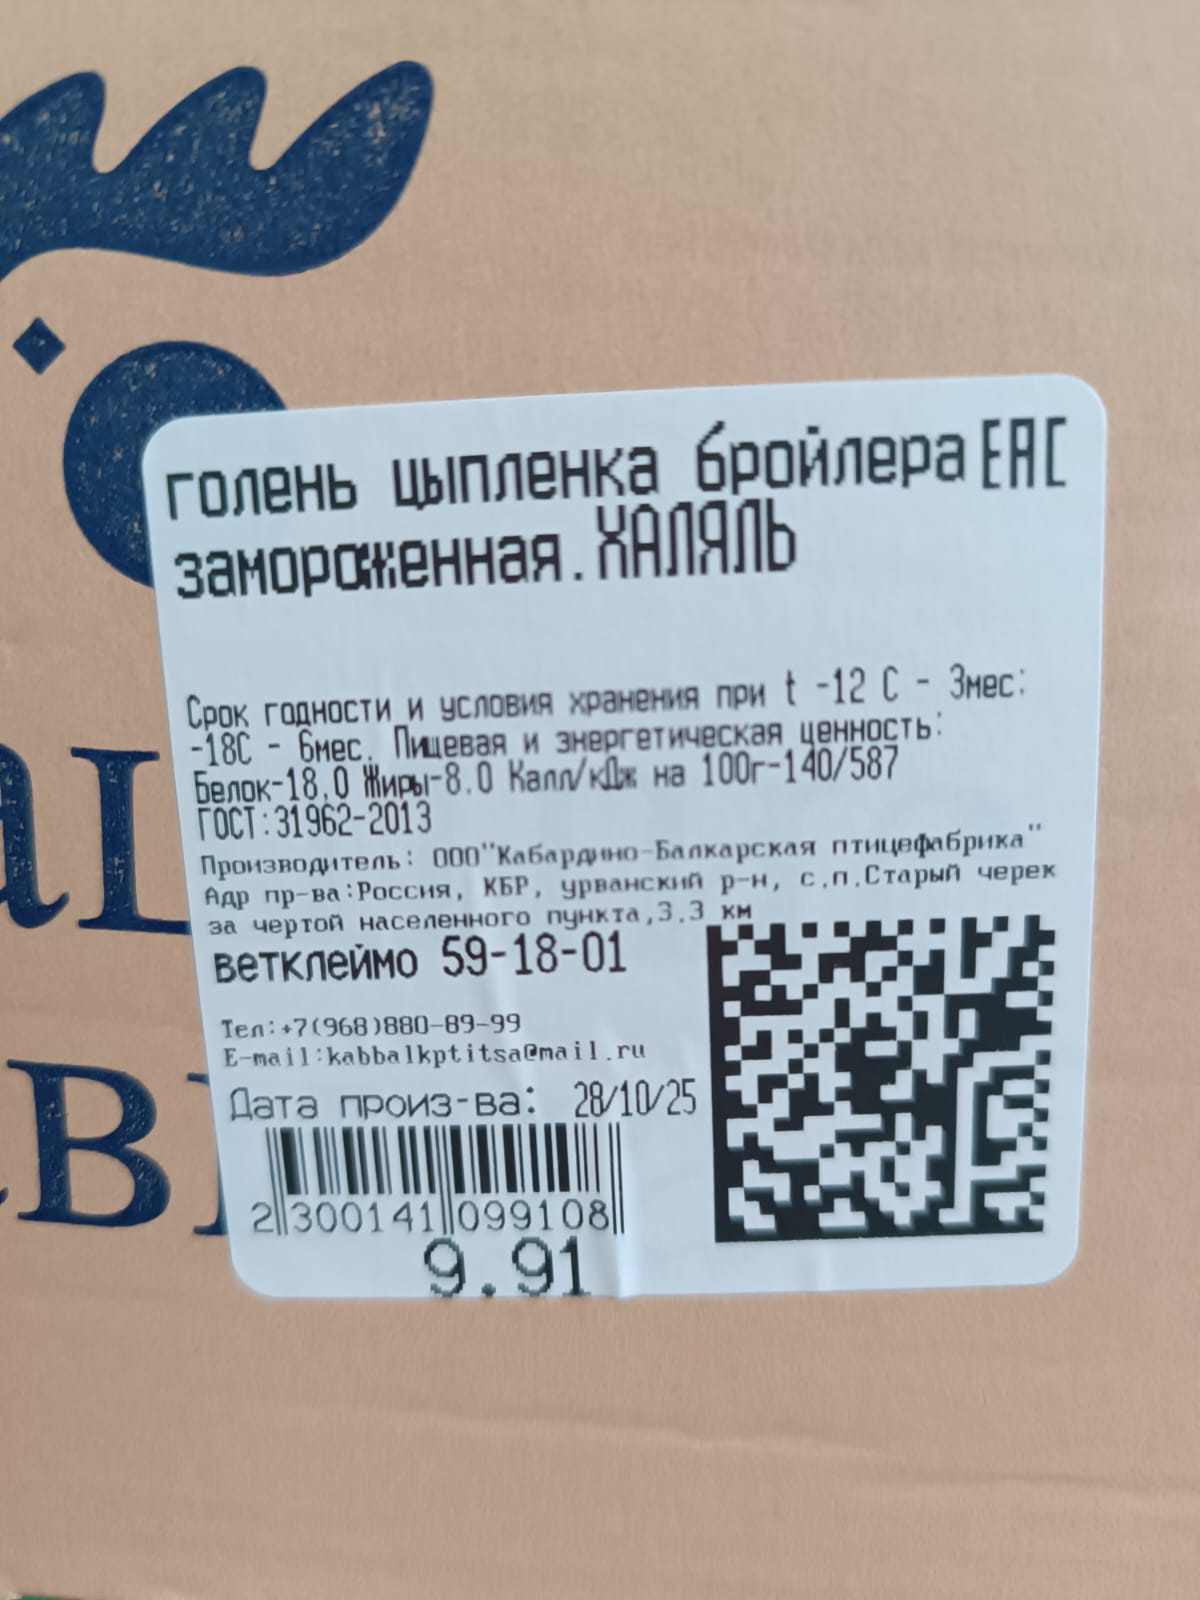 голень цыпленка бройлера ЕАС
замороженная. ХАЛЯЛЬ
Срок годности и условия хранения при t -12 С - 3мес:
-18С - 6мес. Пищевая и энергетическая ценность:
Белок-18,0 Жиры-8.0 Калл/кДж на 100г-140/587
ГОСТ:31962-2013
Производитель: ООО"Кабардино-Балкарская птицефабрика"
Адр пр-ва:Россия, КБР, урванский р-н, с.п.Старый черек
за чертой населенного пункта,3.3 км
ветклеймо 59-18-01
Тел:+7(968)880-89-99
E-mail:kabbalkptitsa@mail.ru
Дата произ-ва: 28/10/25
2 300141 099108
9.91